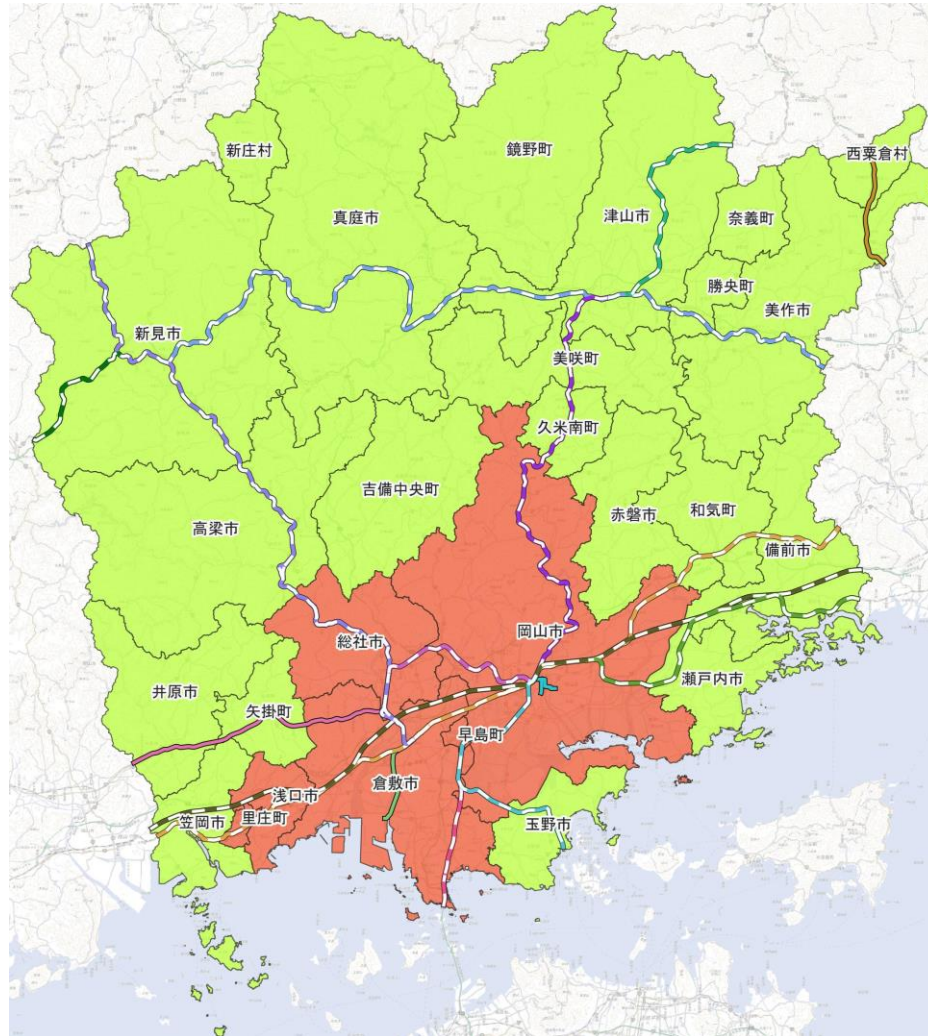 西粟倉村
新庄村
鏡野町
真庭市
津山市
奈義町
勝央町
美作市
新見市
美咲町
久米南町
吉備中央町
赤磐市
和気町
高梁市
備前市
総社市
岡山市
井原市
瀬戸内市
矢掛町
早島町
倉敷市
浅口市
里庄町
笠岡市
玉野市